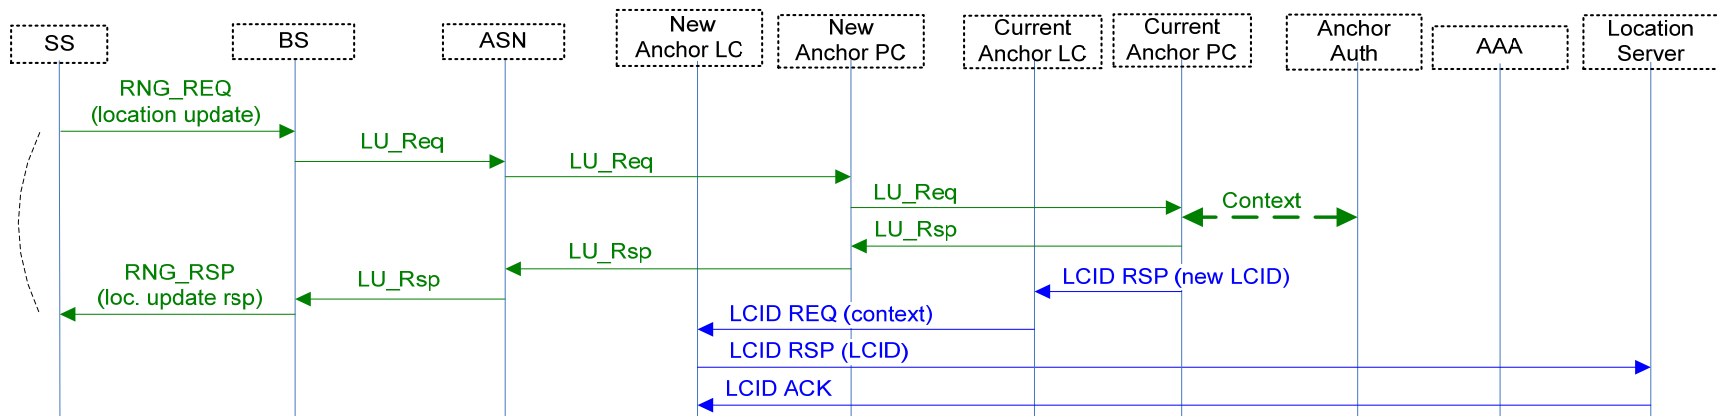 SS
BS
ASN
New
Anchor LC
New
Anchor PC
Current
Anchor LC
Current
Anchor PC
Anchor
Auth
AAA
Location
Server
RNG_REQ
(location update)
LU_Req
LU_Req
LU_Req
Context
LU_Rsp
LU_Rsp
RNG_RSP
(loc. update rsp)
LU_Rsp
LCID RSP (new LCID)
LCID REQ (context)
LCID RSP (LCID)
LCID ACK